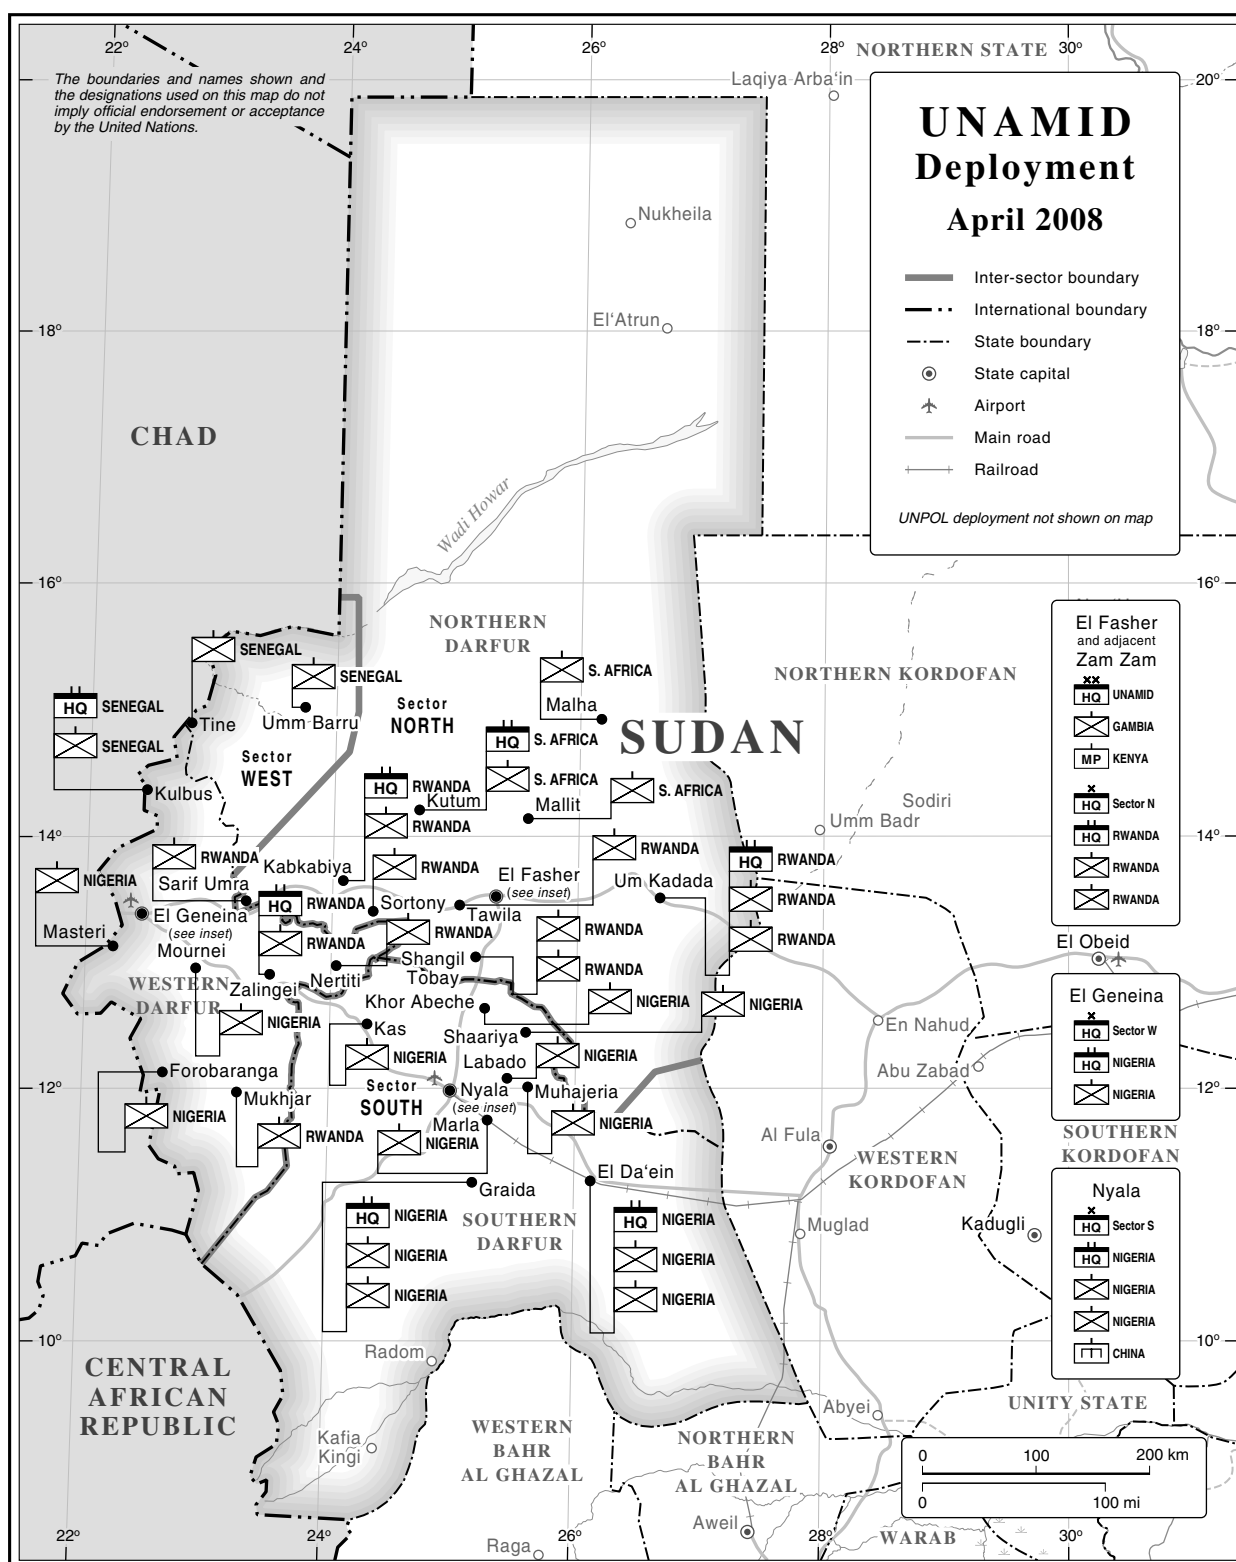 22°
24°
26°
28°
30°
The boundaries and names shown and
the designations used on this map do not
imply official endorsement or acceptance
by the United Nations.
NORTHERN STATE
Laqiya Arba‘in
20°
20°
UNAMID
Deployment
April 2008
Inter-sector boundary
International boundary
State boundary
State capital
Airport
Main road
Railroad
UNPOL deployment not shown on map
Nukheila
El‘Atrun
18°
18°
CHAD
Wadi Howar
16°
16°
NORTHERN
DARFUR
NORTHERN KORDOFAN
SUDAN
SENEGAL
SENEGAL
HQ SENEGAL
SENEGAL
Tine
Umm Barru
Kulbus
Sector
NORTH
Sector
WEST
S. AFRICA
Malha
HQ S. AFRICA
S. AFRICA
Kutum
S. AFRICA
Mallit
HQ RWANDA
RWANDA
Kabkabiya
Sodiri
Umm Badr
14°
14°
El Fasher
and adjacent
Zam Zam
HQ UNAMID
GAMBIA
MP KENYA
HQ Sector N
HQ RWANDA
RWANDA
RWANDA
RWANDA
Sarif Umra
NIGERIA
Masteri
El Geneina
(see inset)
Mournei
WESTERN
DARFUR
HQ RWANDA
RWANDA
Zalingei
RWANDA
Sortony
RWANDA
Nertiti
El Fasher
(see inset)
RWANDA
Tawila
Um Kadada
HQ RWANDA
RWANDA
RWANDA
RWANDA
RWANDA
Shangil
Tobay
Khor Abeche
NIGERIA
NIGERIA
Shaariya
El Obeid
En Nahud
Abu Zabad
El Geneina
HQ Sector W
HQ NIGERIA
NIGERIA
NIGERIA
Kas
NIGERIA
Labado
NIGERIA
Forobaranga
NIGERIA
Mukhjar
RWANDA
Sector
SOUTH
Nyala
(see inset)
Muhajeria
NIGERIA
Marla
NIGERIA
12°
12°
Al Fula
WESTERN
KORDOFAN
SOUTHERN
KORDOFAN
El Da‘ein
Graida
HQ NIGERIA
NIGERIA
NIGERIA
SOUTHERN
DARFUR
HQ NIGERIA
NIGERIA
NIGERIA
Muglad
Kadugli
Nyala
HQ Sector S
HQ NIGERIA
NIGERIA
NIGERIA
CHINA
10°
10°
CENTRAL
AFRICAN
REPUBLIC
Radom
Kafia
Kingi
WESTERN
BAHR
AL GHAZAL
NORTHERN
BAHR
AL GHAZAL
Abyei
UNITY STATE
Aweil
Raga
WARAB
0 100 200 km
0 100 mi
22°
24°
26°
28°
30°